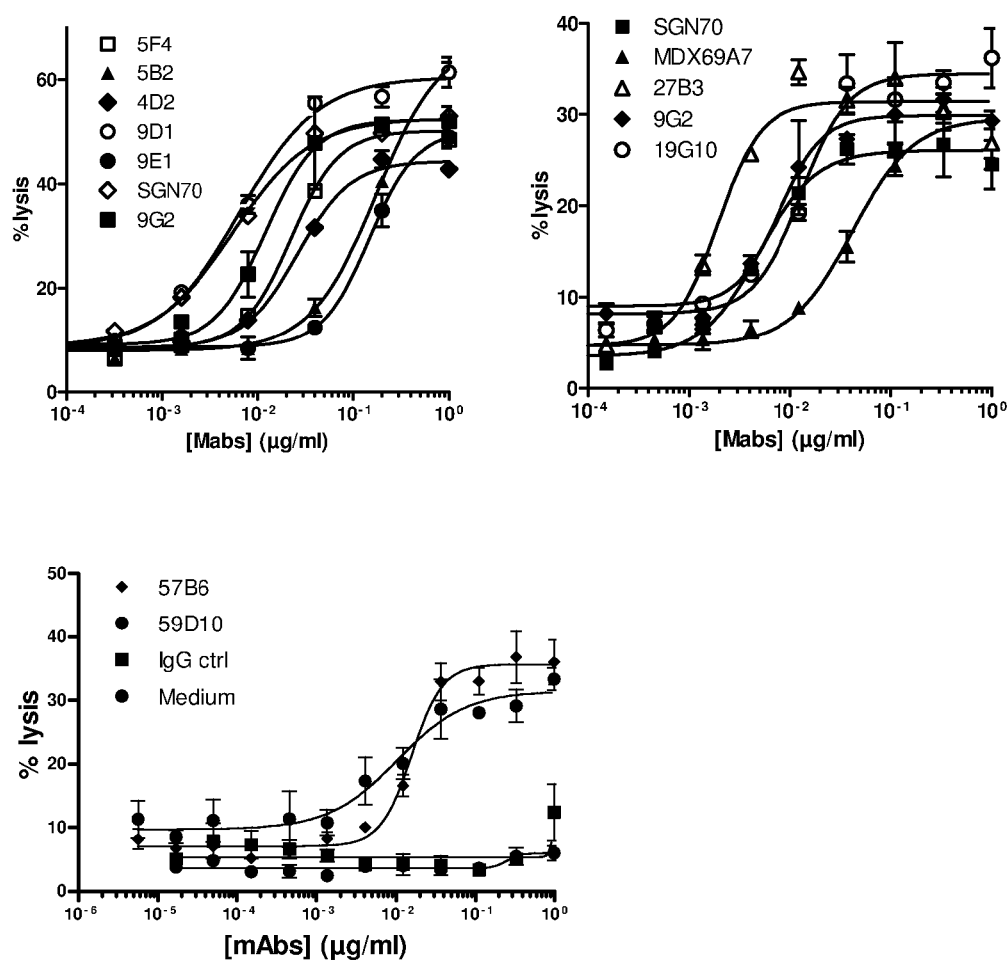 5F4
5B2
4D2
9D1
9E1
SGN70
9G2
60
40
20
0
%lysis
10-4 10-3 10-2 10-1 100
[Mabs] (µg/ml)
SGN70
MDX69A7
27B3
9G2
19G10
40
30
20
10
0
%lysis
10-4 10-3 10-2 10-1 100
[Mabs] (µg/ml)
57B6
59D10
IgG ctrl
Medium
50
40
30
20
10
0
% lysis
10-6 10-5 10-4 10-3 10-2 10-1 100
[mAbs] (µg/ml)